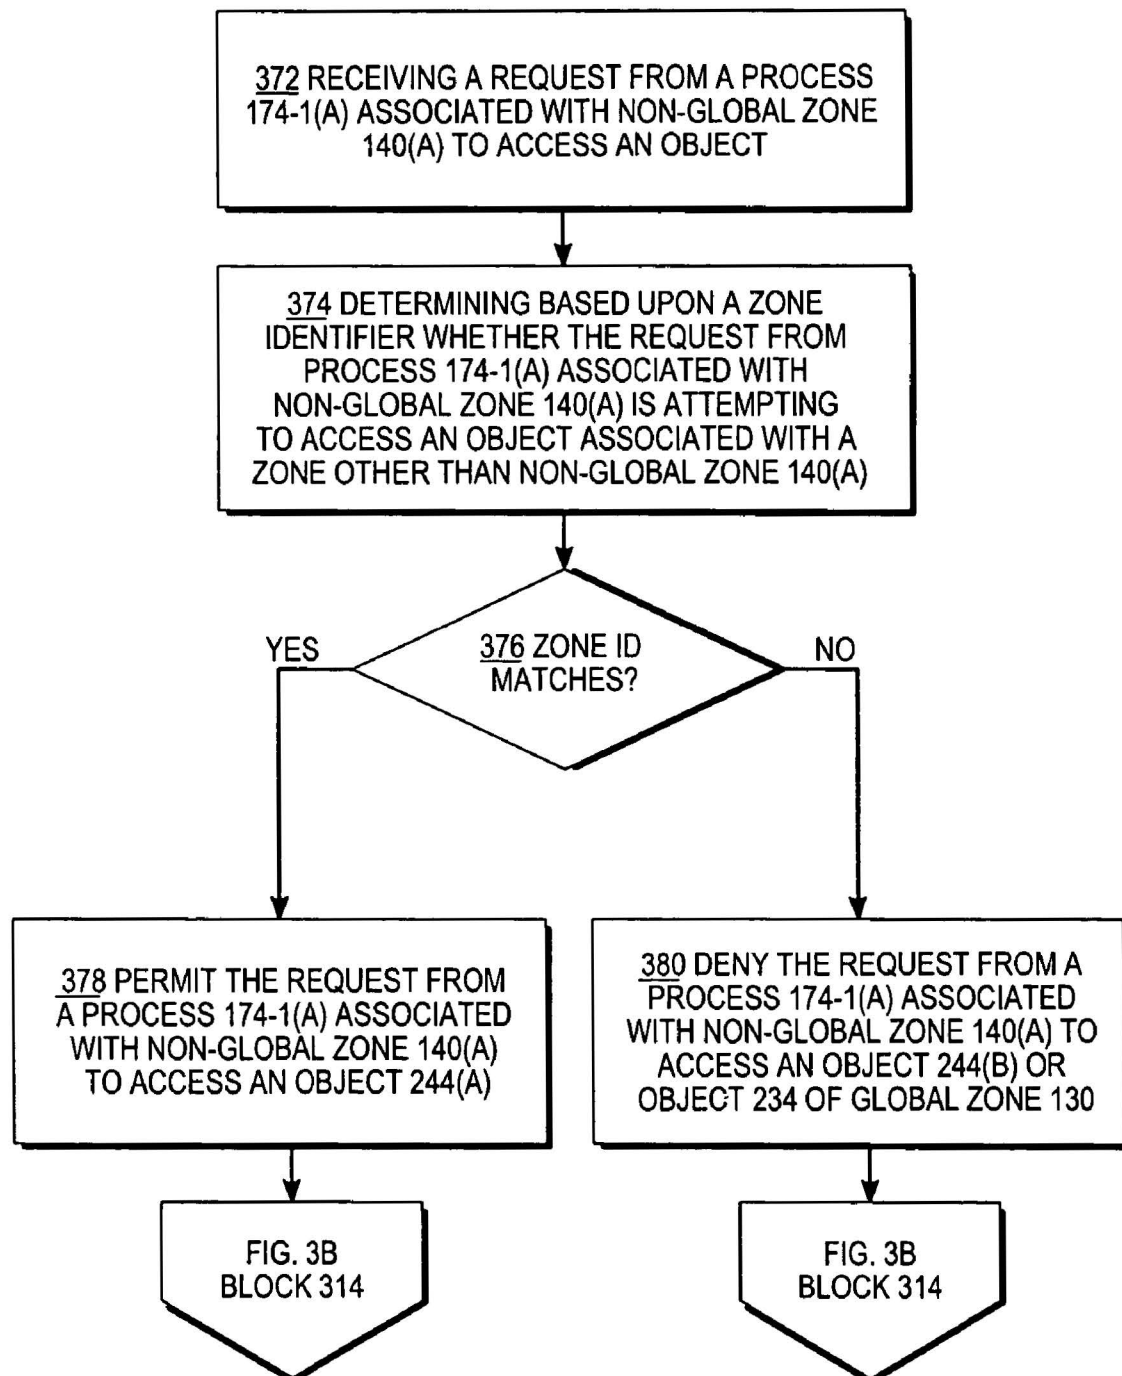 372 RECEIVING A REQUEST FROM A PROCESS
174-1(A) ASSOCIATED WITH NON-GLOBAL ZONE
140(A) TO ACCESS AN OBJECT
374 DETERMINING BASED UPON A ZONE
IDENTIFIER WHETHER THE REQUEST FROM
PROCESS 174-1(A) ASSOCIATED WITH
NON-GLOBAL ZONE 140(A) IS ATTEMPTING
TO ACCESS AN OBJECT ASSOCIATED WITH A
ZONE OTHER THAN NON-GLOBAL ZONE 140(A)
376 ZONE ID
MATCHES?
YES
NO
378 PERMIT THE REQUEST FROM
A PROCESS 174-1(A) ASSOCIATED
WITH NON-GLOBAL ZONE 140(A)
TO ACCESS AN OBJECT 244(A)
380 DENY THE REQUEST FROM A
PROCESS 174-1(A) ASSOCIATED
WITH NON-GLOBAL ZONE 140(A) TO
ACCESS AN OBJECT 244(B) OR
OBJECT 234 OF GLOBAL ZONE 130
FIG. 3B
BLOCK 314
FIG. 3B
BLOCK 314